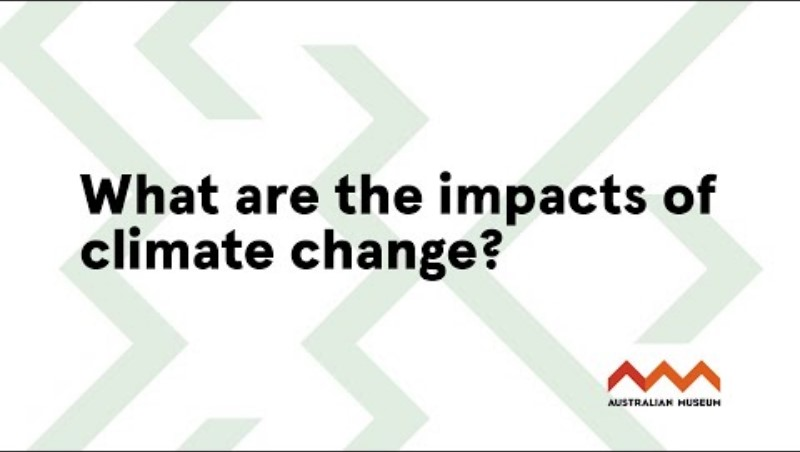 What are the impacts of
climate change?
AUSTRALIAN MUSEUM